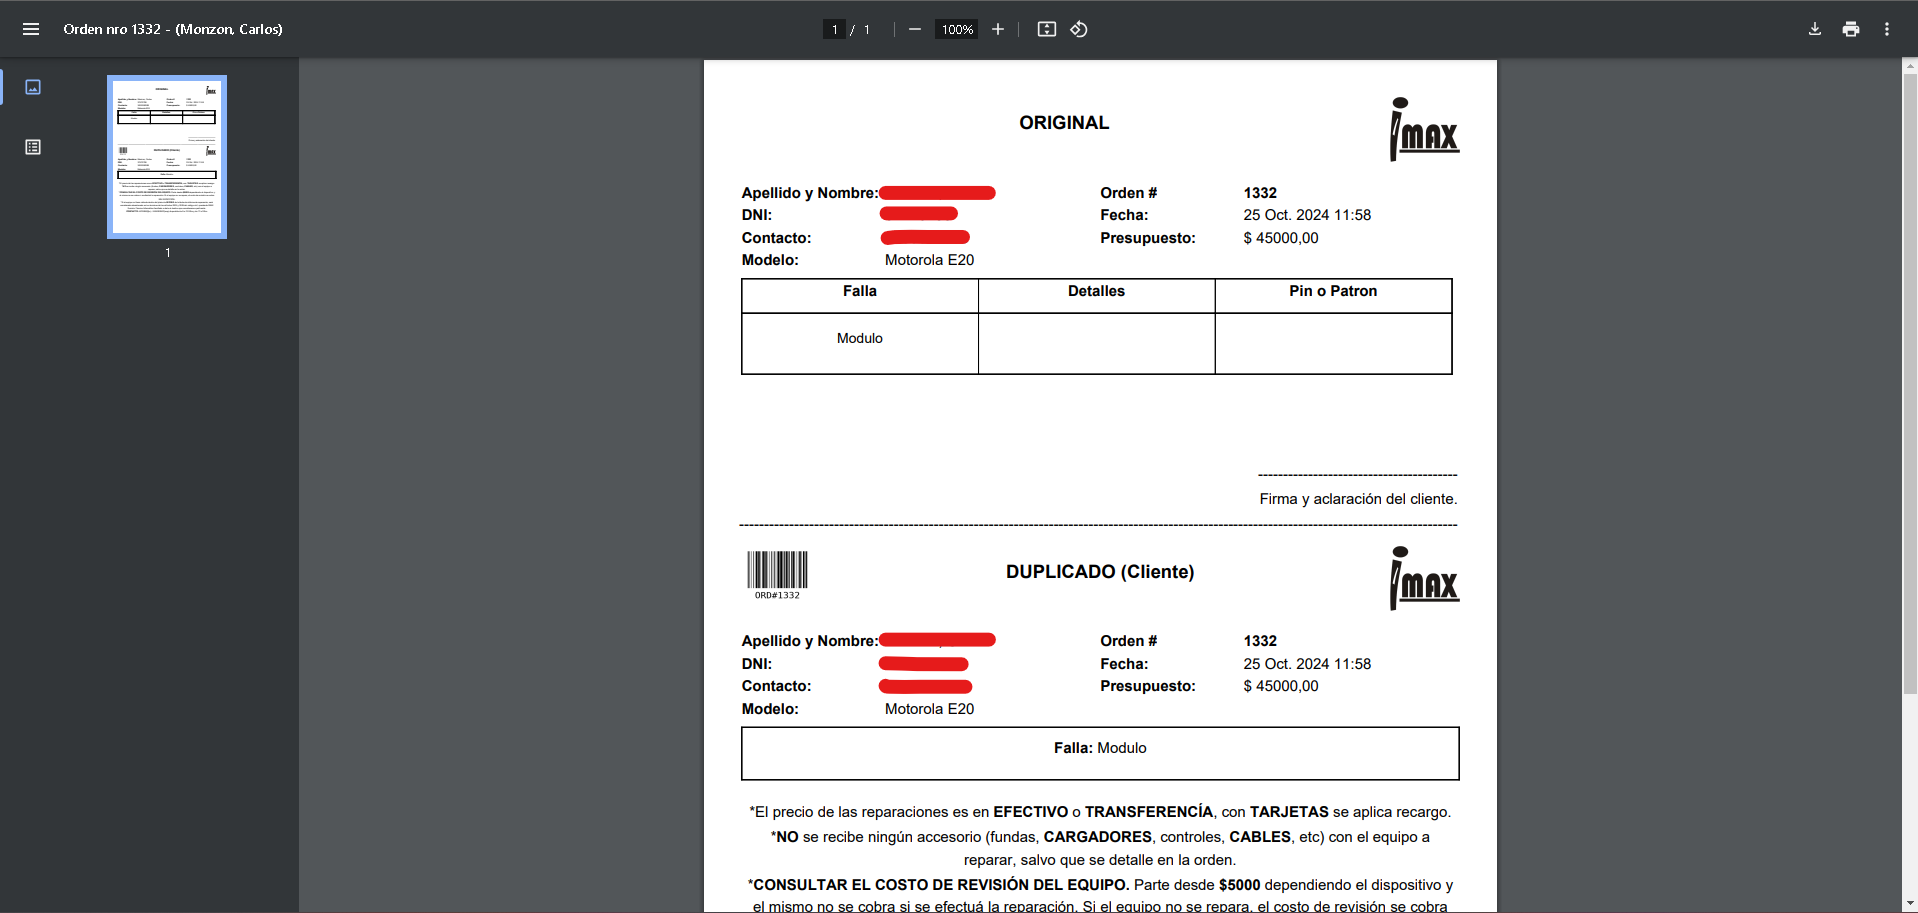 Orden nro 1332 - (Monzon, Carlos)
1 / 1
100%
1
ORIGINAL
imax
Apellido y Nombre:
Orden # 1332
DNI:
Fecha: 25 Oct. 2024 11:58
Contacto:
Presupuesto: $ 45000,00
Modelo: Motorola E20
Falla Detalles Pin o Patron
Modulo
Firma y aclaración del cliente.
ORD#1332
DUPLICADO (Cliente)
imax
Apellido y Nombre:
Orden # 1332
DNI:
Fecha: 25 Oct. 2024 11:58
Contacto:
Presupuesto: $ 45000,00
Modelo: Motorola E20
Falla: Modulo
*El precio de las reparaciones es en EFECTIVO o TRANSFERENCÍA, con TARJETAS se aplica recargo.
*NO se recibe ningún accesorio (fundas, CARGADORES, controles, CABLES, etc) con el equipo a
reparar, salvo que se detalle en la orden.
*CONSULTAR EL COSTO DE REVISIÓN DEL EQUIPO. Parte desde $5000 dependiendo el dispositivo y
el mismo no se cobra si se efectuá la reparación. Si el equipo no se repara, el costo de revisión se cobra